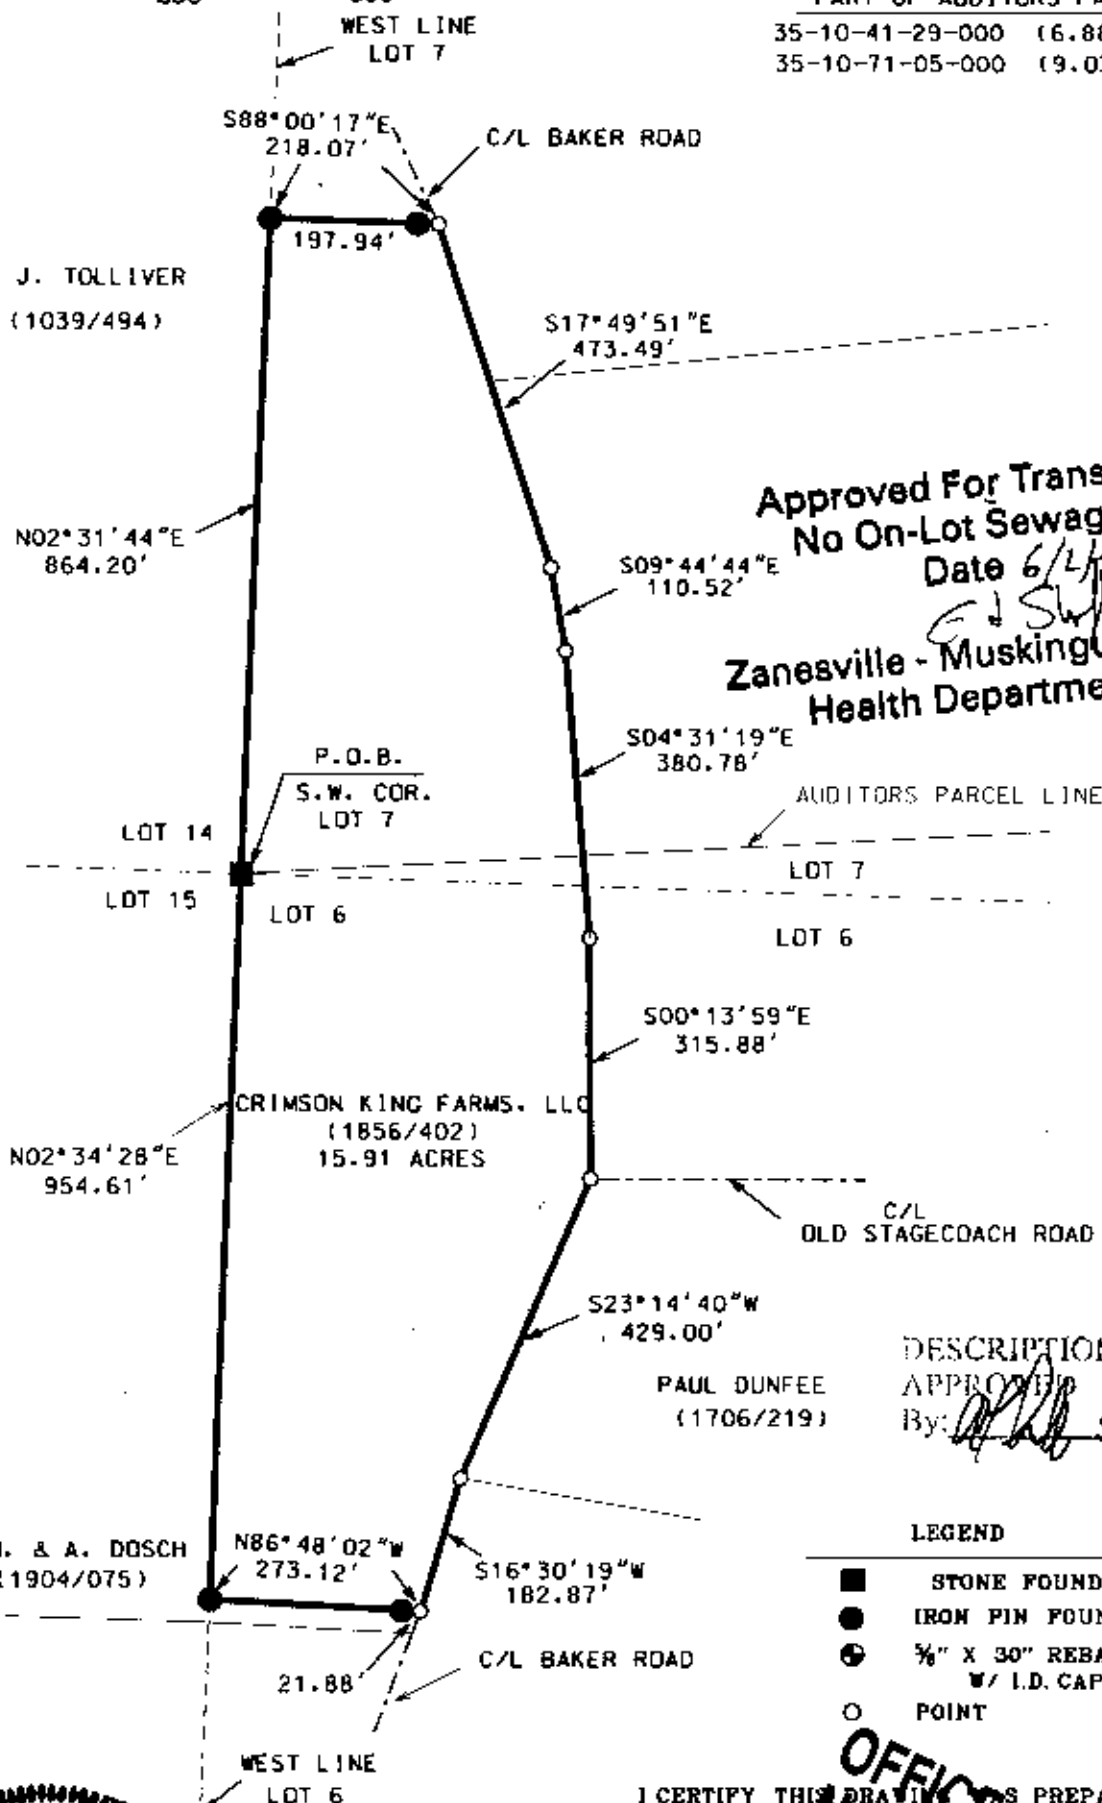 35-10-41-29-000
35-10-71-05-000
WEST LINE
LOT 7
S88°00'17"E
218.07'
C/L BAKER ROAD
197.94'
J. TOLLIVER
(1039/494)
S17°49'51"E
473.49'
Approved For
No On-Lot
Date
N02°31'44"E
864.20'
S09°44'44"E
110.52'
Zanesville -
Health
S04°31'19"E
380.78'
P.O.B.
S.W. COR.
LOT 7
AUDITORS PARCEL LINE
LOT 14
LOT 15
LOT 6
LOT 7
LOT 6
S00°13'59"E
315.88'
CRIMSON KING FARMS. LLC
(1856/402)
15.91 ACRES
N02°34'28"E
954.61'
C/L
OLD STAGECOACH ROAD
S23°14'40"W
429.00'
PAUL DUNFEE
(1706/219)
DESCRIPTION
APPROVED
By:
& A. DOSCH
(1904/075)
N86°48'02"W
273.12'
S16°30'19"W
182.87'
LEGEND
STONE FOUND
IRON PIN
⅝" X 30"
W/ I.D. CAP
POINT
21.88'
C/L BAKER ROAD
WEST LINE
LOT 6
I CERTIFY THIS